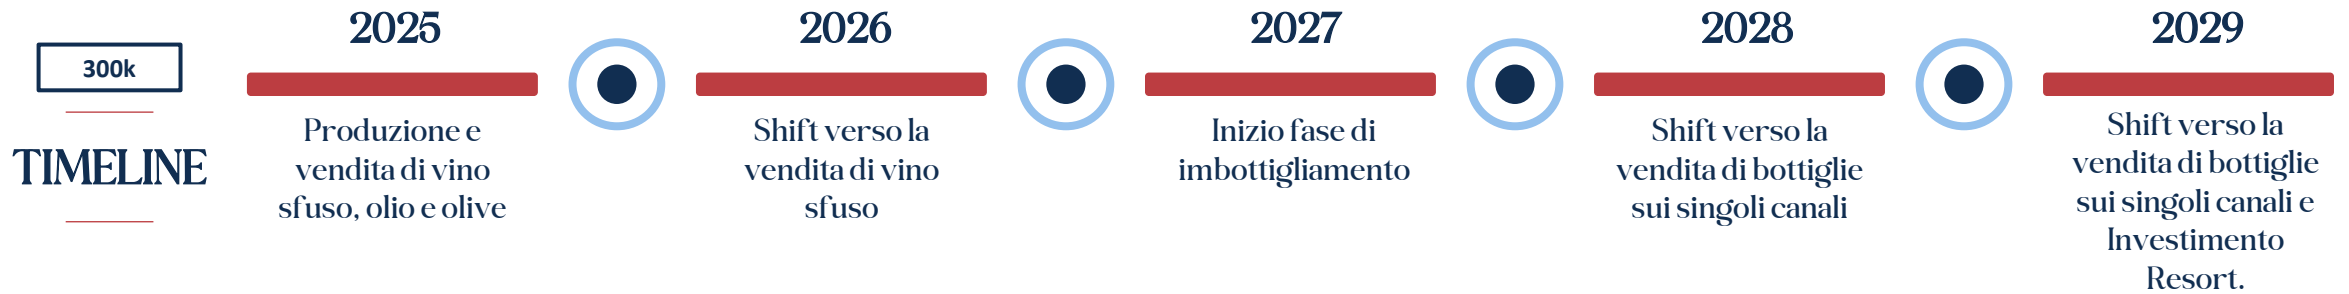 300k
TIMELINE
2025
Produzione e
vendita di vino
sfuso, olio e olive
2026
Shift verso la
vendita di vino
sfuso
2027
Inizio fase di
imbottigliamento
2028
Shift verso la
vendita di bottiglie
sui singoli canali
2029
Shift verso la
vendita di bottiglie
sui singoli canali e
Investimento
Resort.